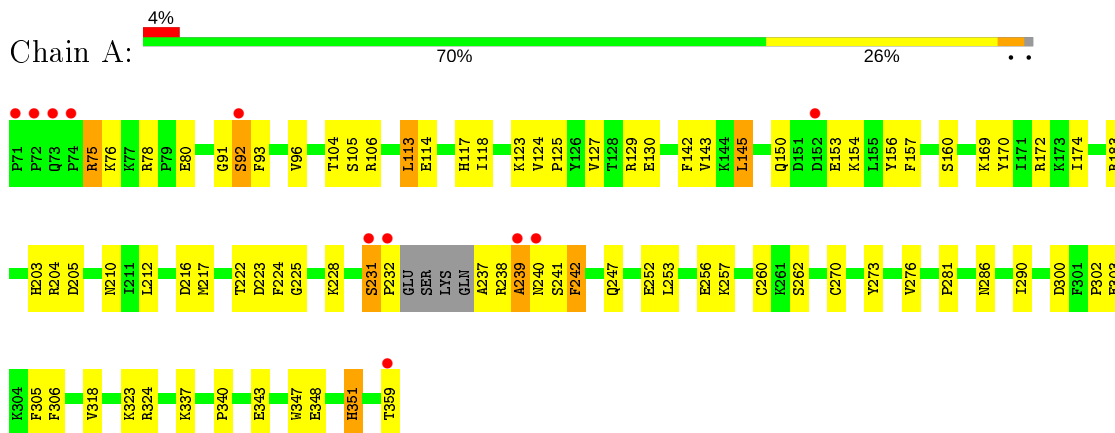 4%
Chain A:
70% 26% • •
P71 P72 Q73 P74 R75 K76 K77 R78 P79 E80 G91 S92 F93 V96 T104 S105 R106 L113 E114 H117 I118 K123 V124 P125 Y126 V127 T128 R129 E130 F142 V143 K144 L145 Q150 D151 D152 E153 K154 L155 Y156 F157 S160 K169 Y170 I171 R172 K173 I174
H203 R204 D205 N210 I211 L212 D216 M217 T222 D223 F224 G225 K228 S231 P232 GLU SER LYS GLN A237 R238 A239 N240 S241 F242 Q247 E252 L253 E256 K257 C260 K261 S262 C270 Y273 V276 P281 N286 I290 D300 F301 P302
K304 F305 F306 V318 K323 R324 K337 P340 E343 W347 E348 H351 T359